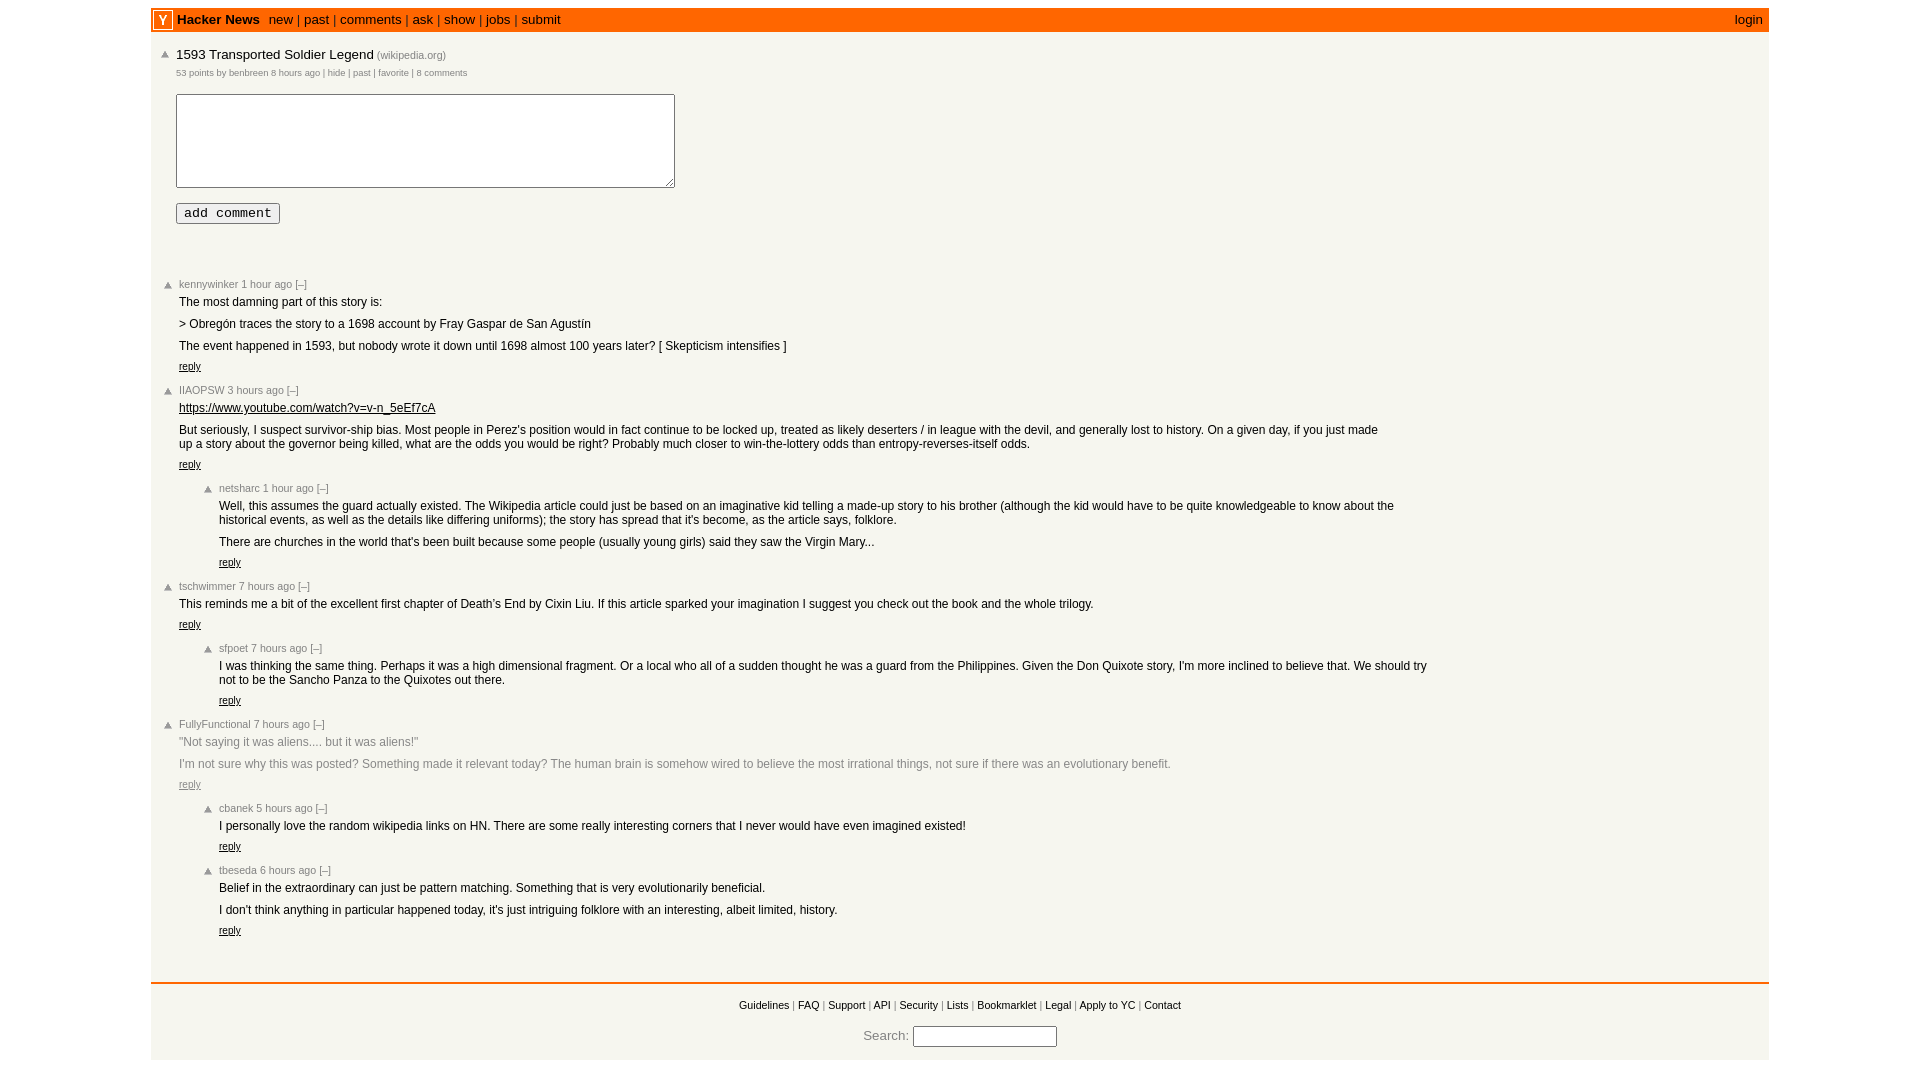 Y Hacker News new | past | comments | ask | show | jobs | submit login
1593 Transported Soldier Legend (wikipedia.org)
53 points by benbreen 8 hours ago | hide | past | favorite | 8 comments
add comment
kennywinker 1 hour ago [–]
The most damning part of this story is:
> Obregón traces the story to a 1698 account by Fray Gaspar de San Agustín
The event happened in 1593, but nobody wrote it down until 1698 almost 100 years later? [ Skepticism intensifies ]
reply
IIAOPSW 3 hours ago [–]
https://www.youtube.com/watch?v=v-n_5eEf7cA
But seriously, I suspect survivor-ship bias. Most people in Perez's position would in fact continue to be locked up, treated as likely deserters / in league with the devil, and generally lost to history. On a given day, if you just made
up a story about the governor being killed, what are the odds you would be right? Probably much closer to win-the-lottery odds than entropy-reverses-itself odds.
reply
netsharc 1 hour ago [–]
Well, this assumes the guard actually existed. The Wikipedia article could just be based on an imaginative kid telling a made-up story to his brother (although the kid would have to be quite knowledgeable to know about the
historical events, as well as the details like differing uniforms); the story has spread that it's become, as the article says, folklore.
There are churches in the world that's been built because some people (usually young girls) said they saw the Virgin Mary...
reply
tschwimmer 7 hours ago [–]
This reminds me a bit of the excellent first chapter of Death’s End by Cixin Liu. If this article sparked your imagination I suggest you check out the book and the whole trilogy.
reply
sfpoet 7 hours ago [–]
I was thinking the same thing. Perhaps it was a high dimensional fragment. Or a local who all of a sudden thought he was a guard from the Philippines. Given the Don Quixote story, I'm more inclined to believe that. We should try
not to be the Sancho Panza to the Quixotes out there.
reply
FullyFunctional 7 hours ago [–]
"Not saying it was aliens.... but it was aliens!"
I'm not sure why this was posted? Something made it relevant today? The human brain is somehow wired to believe the most irrational things, not sure if there was an evolutionary benefit.
reply
cbanek 5 hours ago [–]
I personally love the random wikipedia links on HN. There are some really interesting corners that I never would have even imagined existed!
reply
tbeseda 6 hours ago [–]
Belief in the extraordinary can just be pattern matching. Something that is very evolutionarily beneficial.
I don't think anything in particular happened today, it's just intriguing folklore with an interesting, albeit limited, history.
reply
Guidelines | FAQ | Support | API | Security | Lists | Bookmarklet | Legal | Apply to YC | Contact
Search: